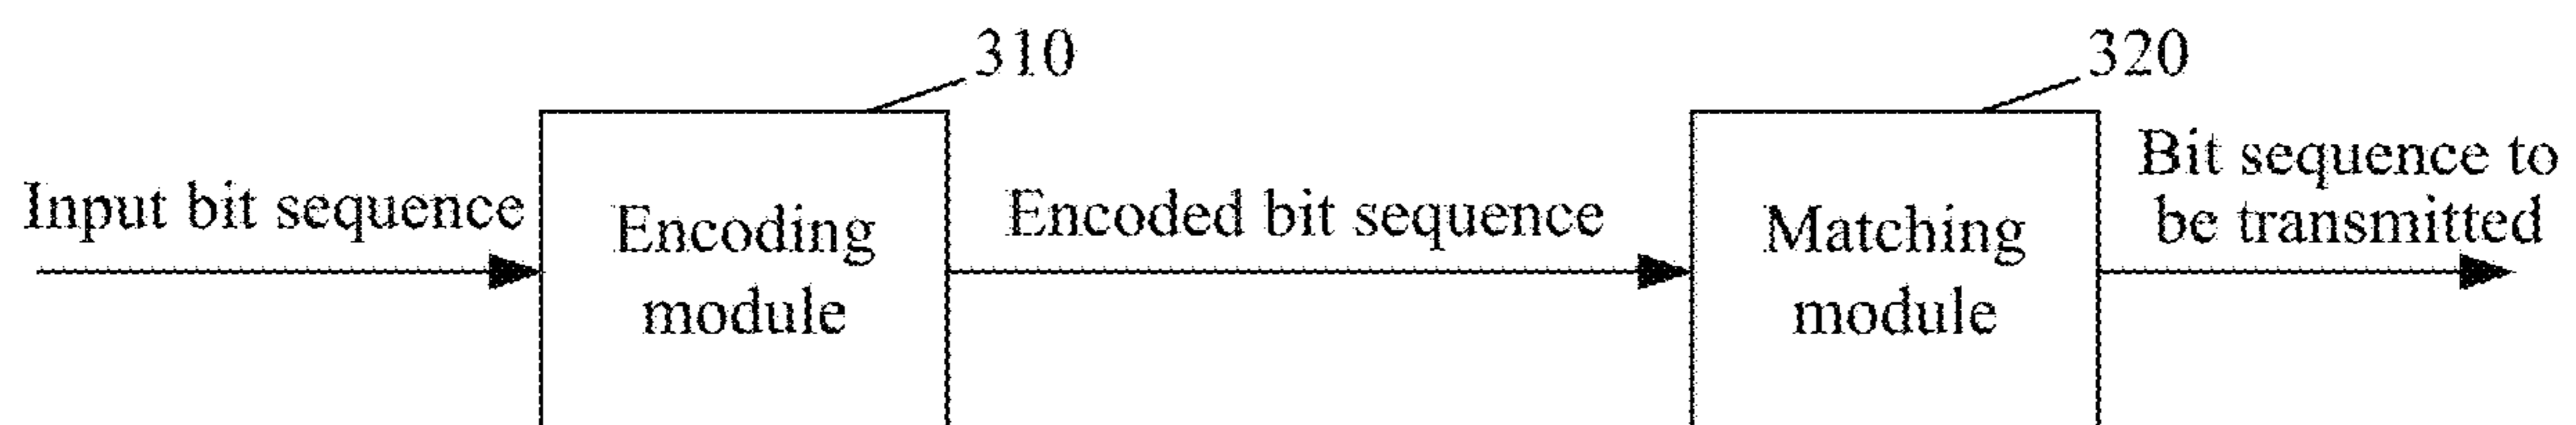 310
320
Input bit sequence
Encoding
module
Encoded bit sequence
Matching
module
Bit sequence to
be transmitted